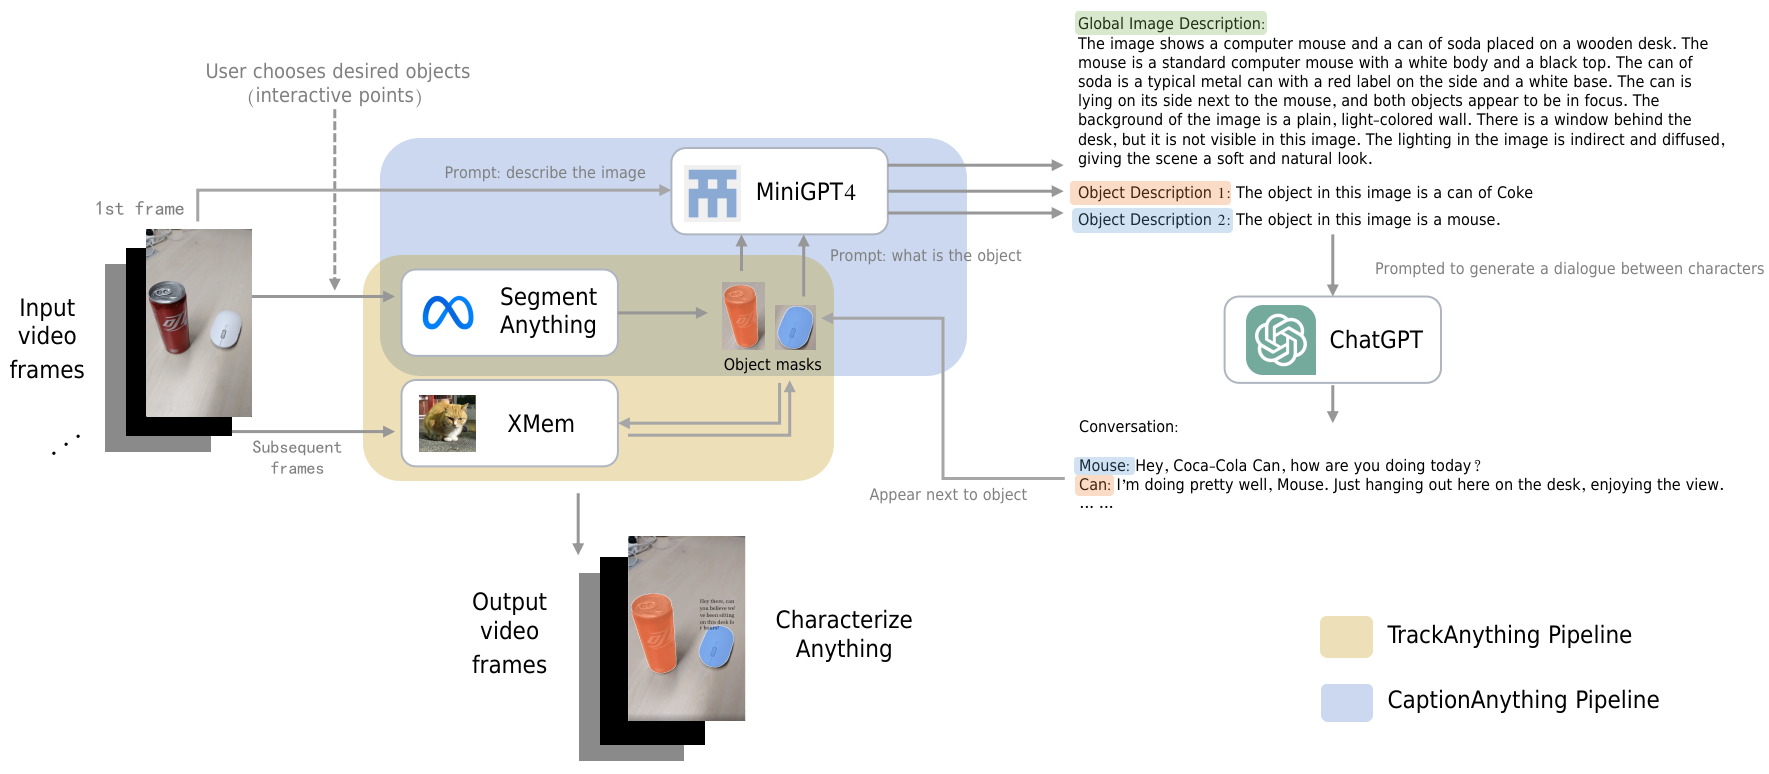 User chooses desired objects
(interactive points)
1st frame
Input
video
frames
Subsequent
frames
Prompt: describe the image
MiniGPT4
Prompt: what is the object
Segment
Anything
Object masks
XMem
Appear next to object
Global Image Description:
The image shows a computer mouse and a can of soda placed on a wooden desk. The
mouse is a standard computer mouse with a white body and a black top. The can of
soda is a typical metal can with a red label on the side and a white base. The can is
lying on its side next to the mouse, and both objects appear to be in focus. The
background of the image is a plain, light-colored wall. There is a window behind the
desk, but it is not visible in this image. The lighting in the image is indirect and diffused,
giving the scene a soft and natural look.
Object Description 1: The object in this image is a can of Coke
Object Description 2: The object in this image is a mouse.
Prompted to generate a dialogue between characters
ChatGPT
Conversation:
Mouse: Hey, Coca-Cola Can, how are you doing today?
Can: I'm doing pretty well, Mouse. Just hanging out here on the desk, enjoying the view.
... ...
Output
video
frames
Hey there, can
you believe we'
ve been sitting
on this desk fo
r hours?
Characterize
Anything
TrackAnything Pipeline
CaptionAnything Pipeline